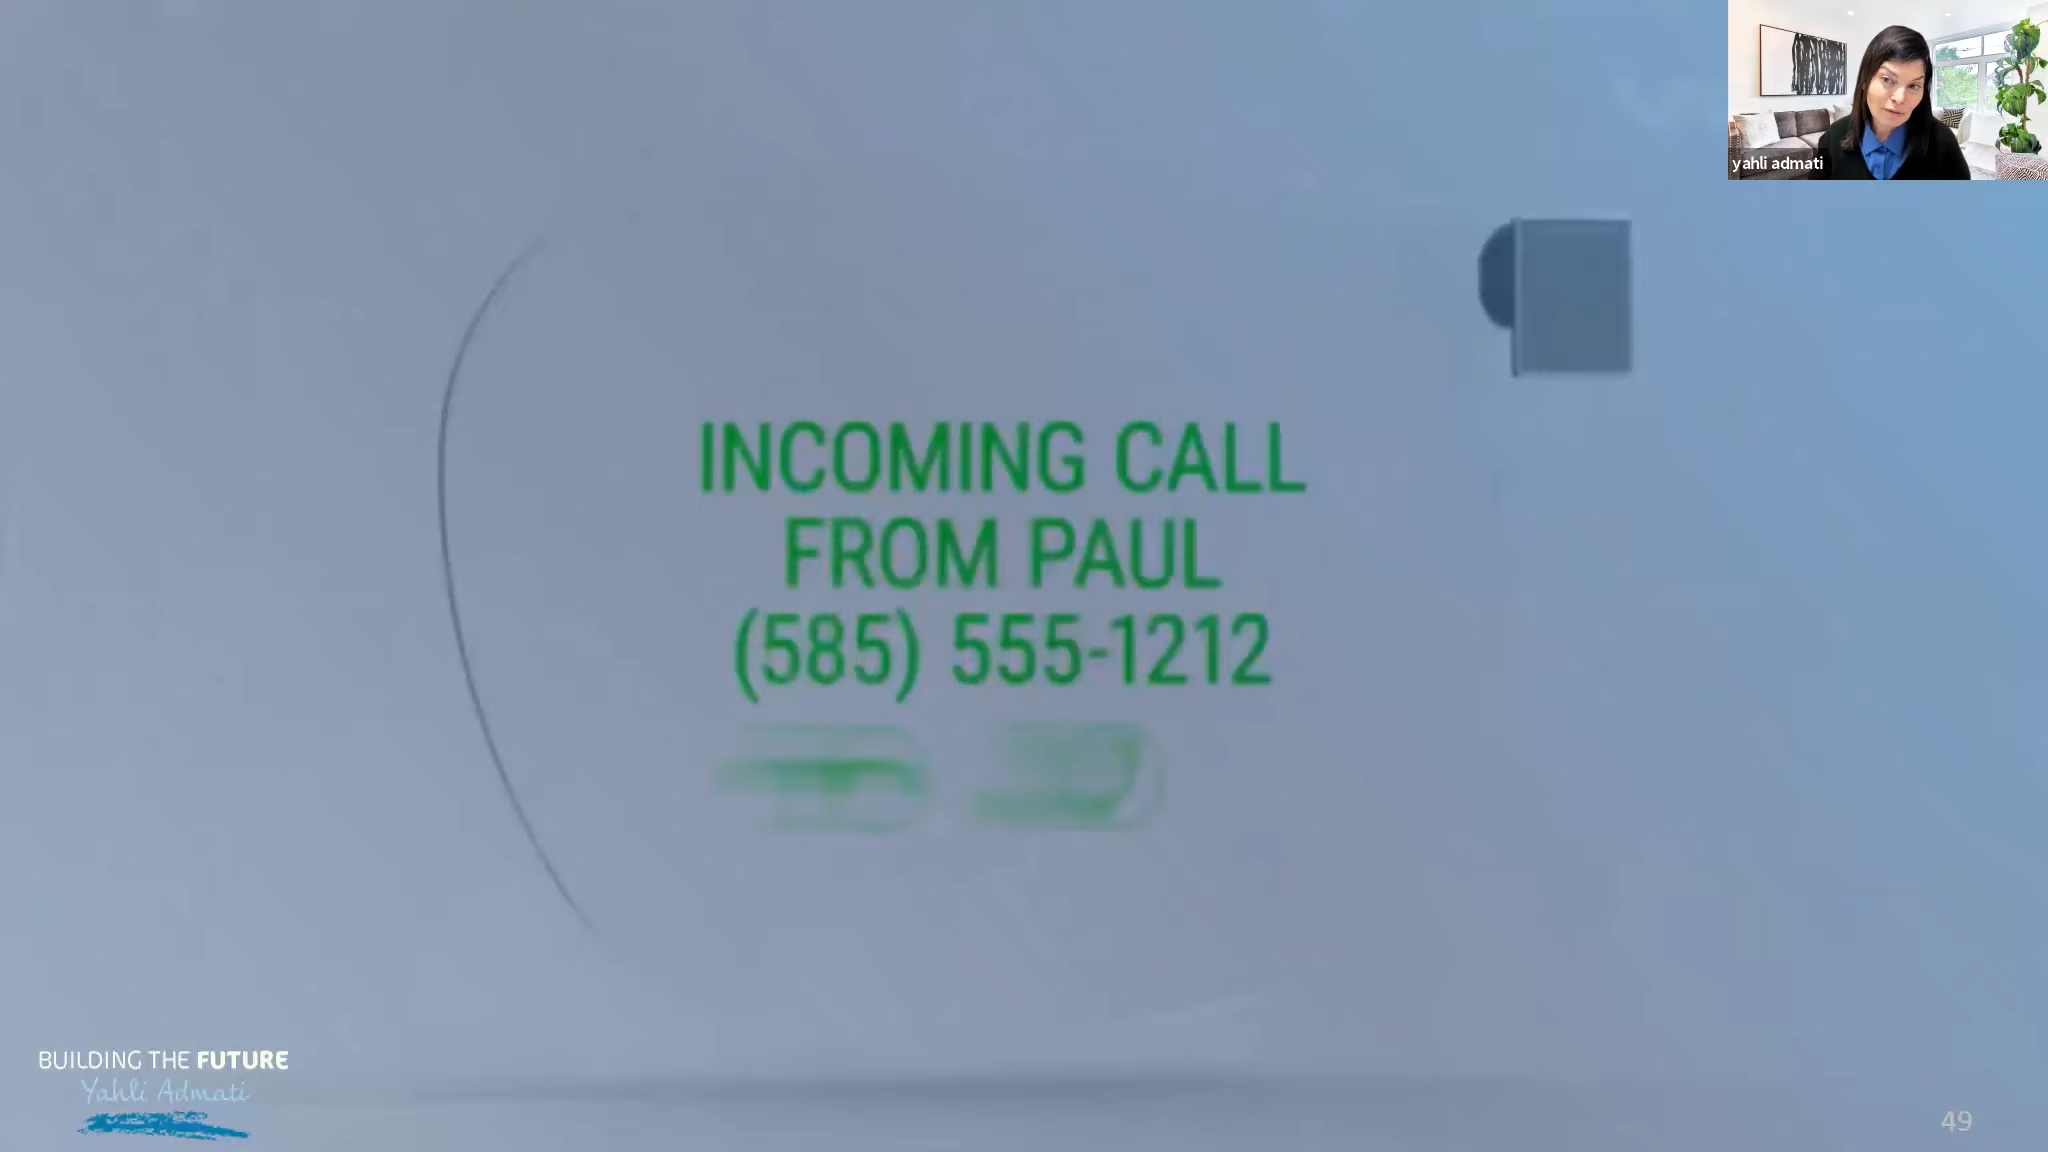 yahli admati
INCOMING CALL
FROM PAUL
(585) 555-1212
BUILDING THE FUTURE
Yahli Admati
49